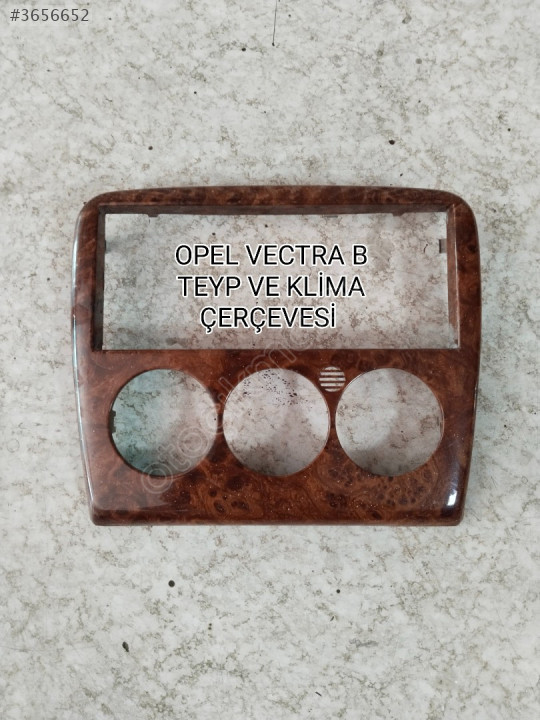 #3656652
OPEL VECTRA B
TEYP VE KLİMA
ÇERÇEVESİ